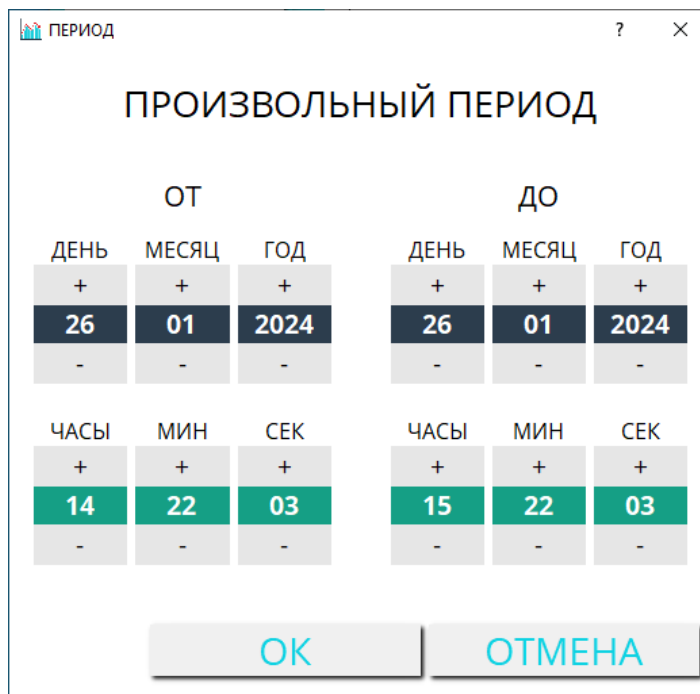 ПЕРИОД ?
ПРОИЗВОЛЬНЫЙ ПЕРИОД
ОТ ДО
ДЕНЬ МЕСЯЦ ГОД ДЕНЬ МЕСЯЦ ГОД
+ + + + + +
26 01 2024 26 01 2024
- - - - - -
ЧАСЫ МИН СЕК ЧАСЫ МИН СЕК
+ + + + + +
14 22 03 15 22 03
- - - - - -
ОК ОТМЕНА